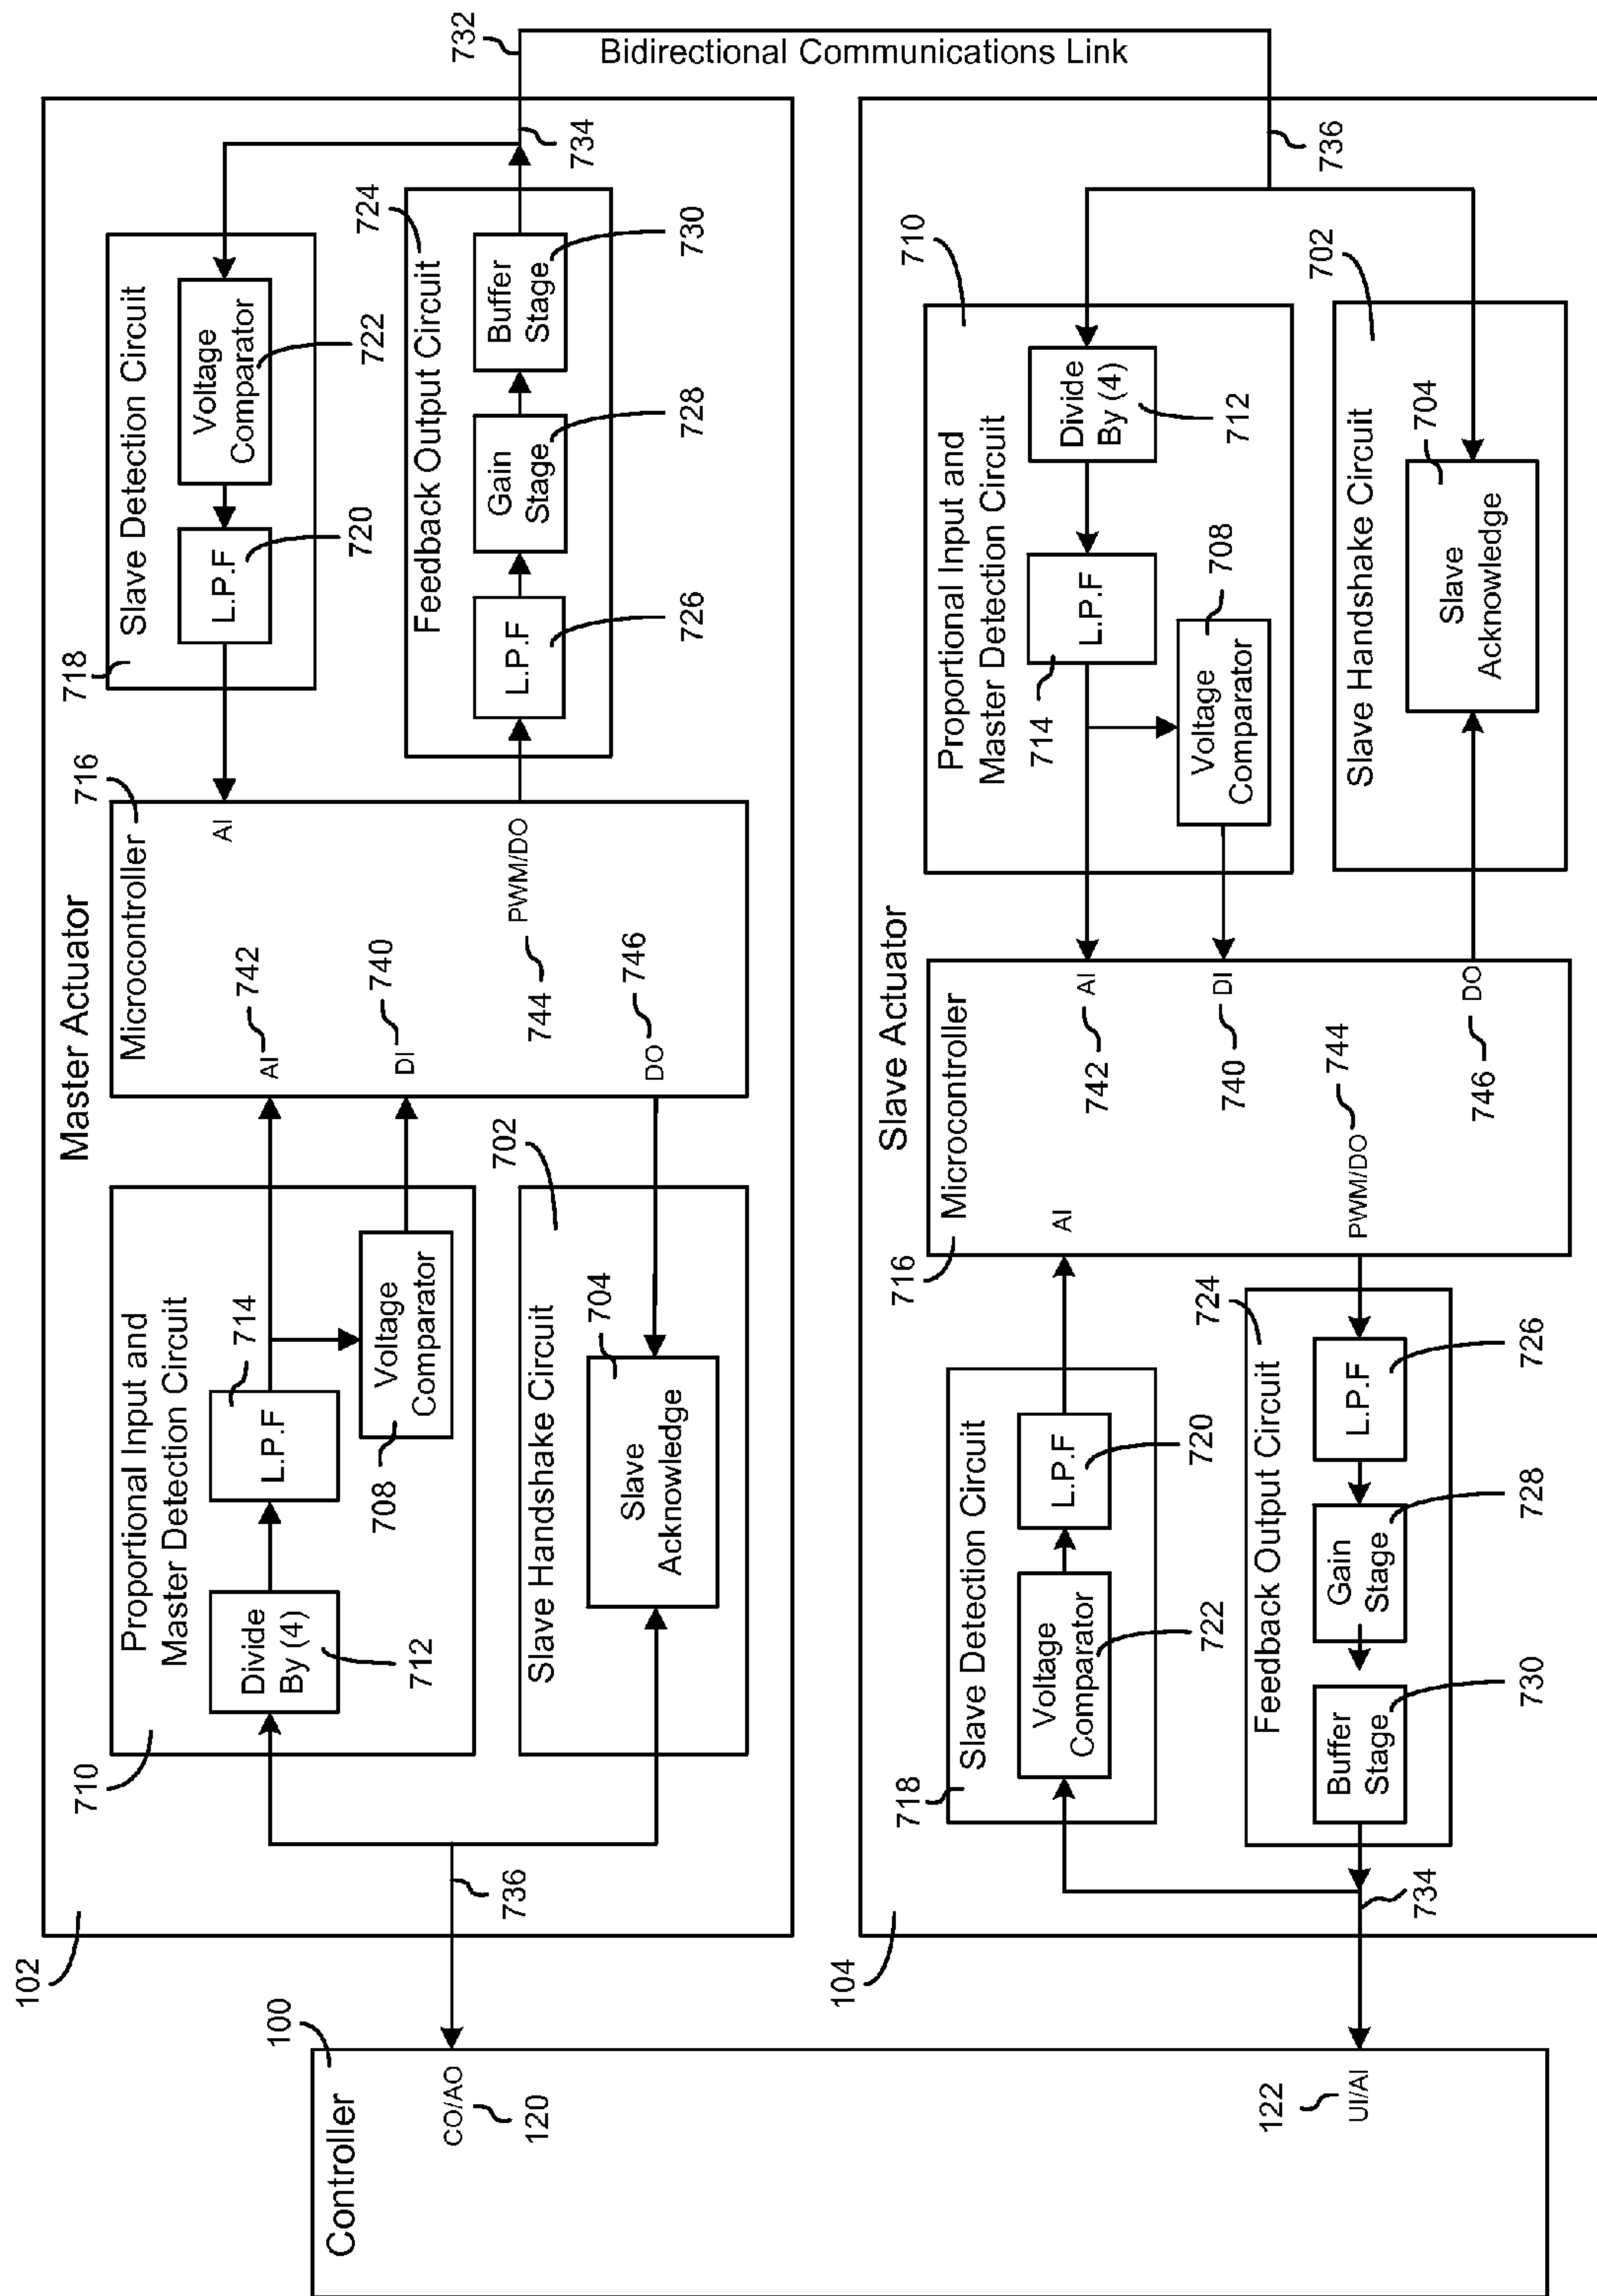 Controller
100
CO/AO
120
122
UI/AI
102
Master Actuator
736
710
Proportional Input and
Master Detection Circuit
Divide
By (4)
712
L.P.F
714
Voltage
Comparator
708
Slave Handshake Circuit
702
Slave
Acknowledge
704
Microcontroller
716
AI
742
DI
740
DO
746
AI
PWM/DO
744
718
Slave Detection Circuit
L.P.F
720
Voltage
Comparator
722
Feedback Output Circuit
724
L.P.F
726
Gain
Stage
728
Buffer
Stage
730
734
732
Bidirectional Communications Link
104
Slave Actuator
734
718
Slave Detection Circuit
Voltage
Comparator
722
L.P.F
720
Feedback Output Circuit
724
Buffer
Stage
730
Gain
Stage
728
L.P.F
726
716
Microcontroller
AI
PWM/DO
744
742
AI
740
DI
746
DO
Proportional Input and
Master Detection Circuit
710
714
L.P.F
Divide
By (4)
712
Voltage
Comparator
708
Slave Handshake Circuit
702
Slave
Acknowledge
704
736